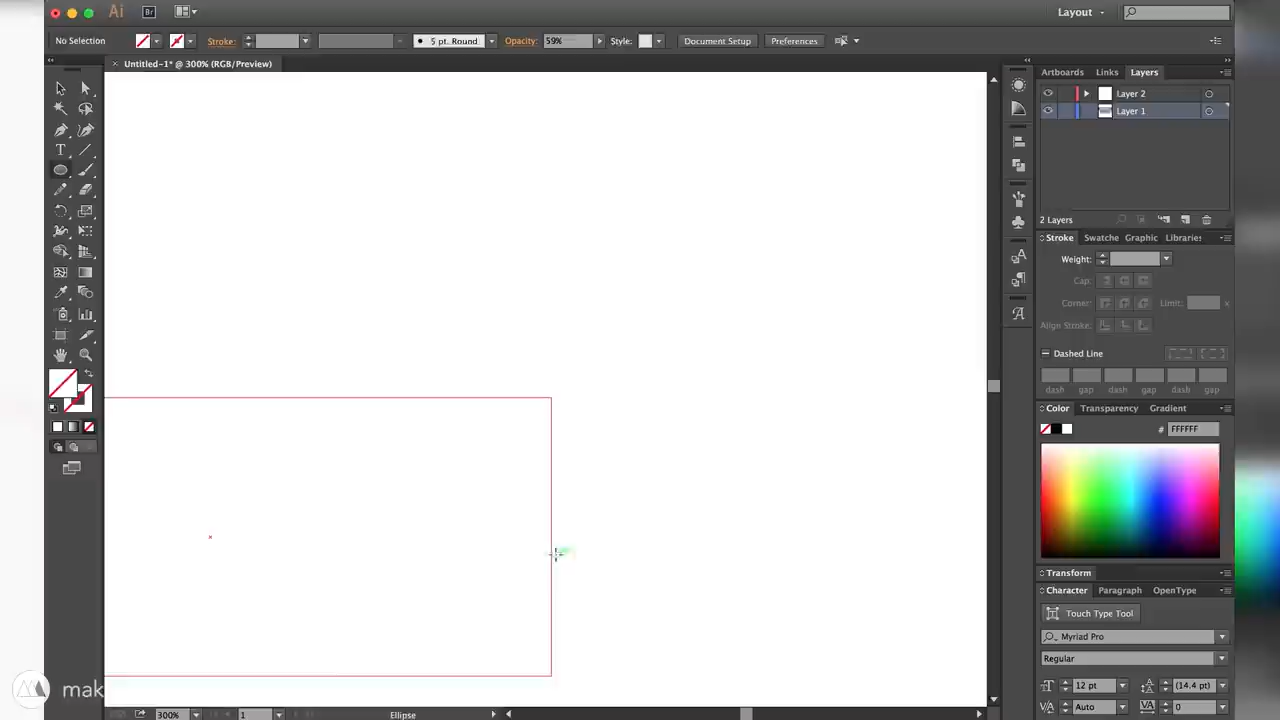 Ai
Br
Layout
No Selection
Stroke:
5 pt. Round
Opacity:
59%
Style:
Document Setup
Preferences
Untitled-1* @ 300% (RGB/Preview)
Artboards
Links
Layers
Layer 2
Layer 1
2 Layers
Stroke
Swatche
Graphic
Librarie
Weight:
Cap:
Corner:
Limit:
x
Align Stroke:
Dashed Line
dash
gap
dash
gap
dash
gap
Color
Transparency
Gradient
#
FFFFFF
Transform
Character
Paragraph
OpenType
Touch Type Tool
Myriad Pro
Regular
12 pt
(14.4 pt)
Auto
0
mak
300%
1
Ellipse